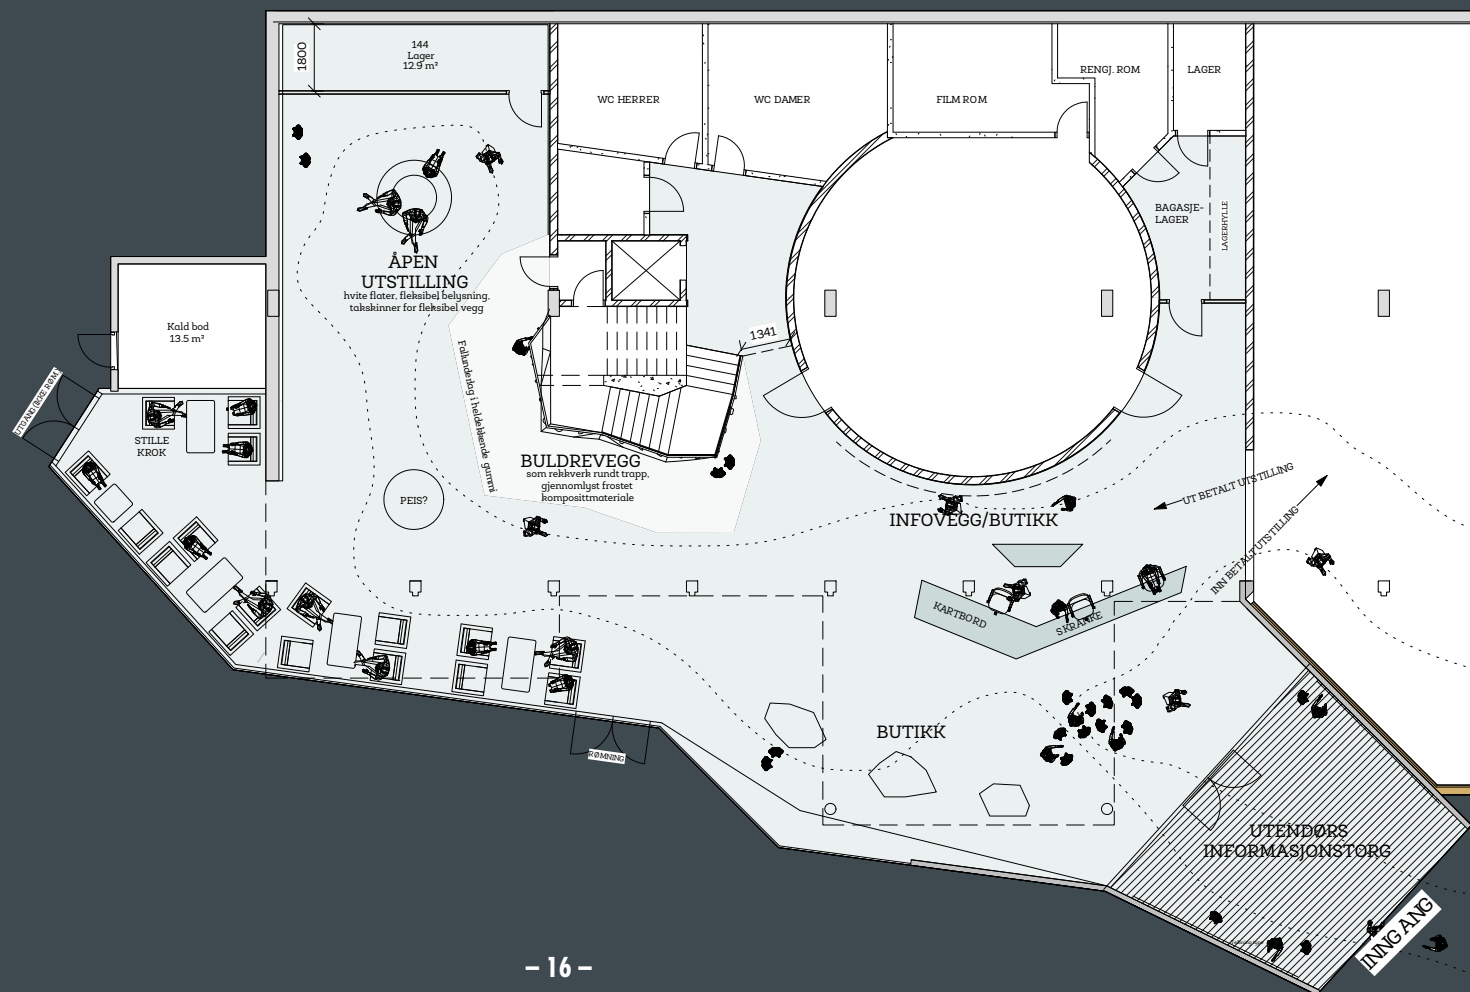 1800
144
Lager
12.9 m²
WC HERRER
WC DAMER
FILM ROM
RENGJ. ROM
LAGER
BAGASJE-
LAGER
LAGERHYLLE
ÅPEN
UTSTILLING
hvite flater, fleksibel belysning,
takskinner for fleksibel vegg
Kald bod
13.5 m²
1341
Fallunderlag i heldekkende gummi
UTGANG (IKKE RØM.)
STILLE
KROK
BULDREVEGG
som rekkverk rundt trapp,
gjennomlyst frostet
komposittmateriale
PEIS?
INFOVEGG/BUTIKK
UT BETALT UTSTILLING
INN BETALT UTSTILLING
KARTBORD
SKRANKE
BUTIKK
RØMNING
UTENDØRS
INFORMASJONSTORG
INNGANG
– 16 –